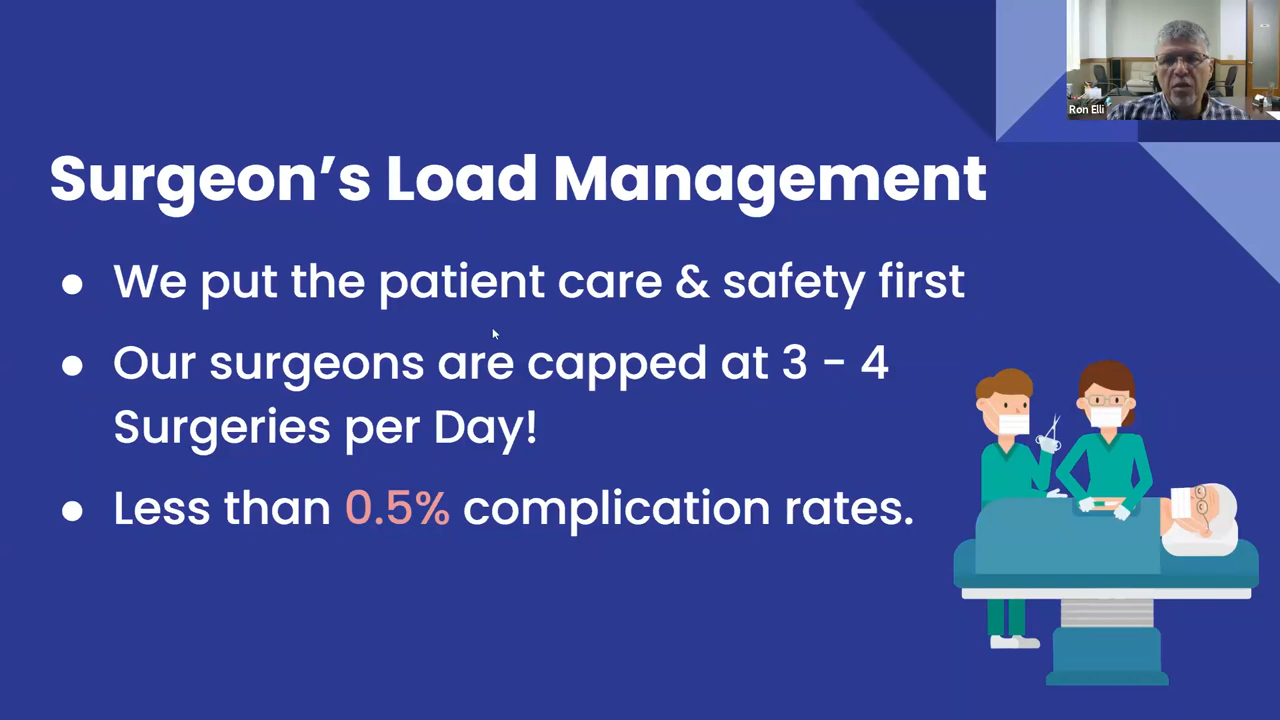 Ron Elli
Surgeon’s Load Management
● We put the patient care & safety first
● Our surgeons are capped at 3 - 4
Surgeries per Day!
● Less than 0.5% complication rates.